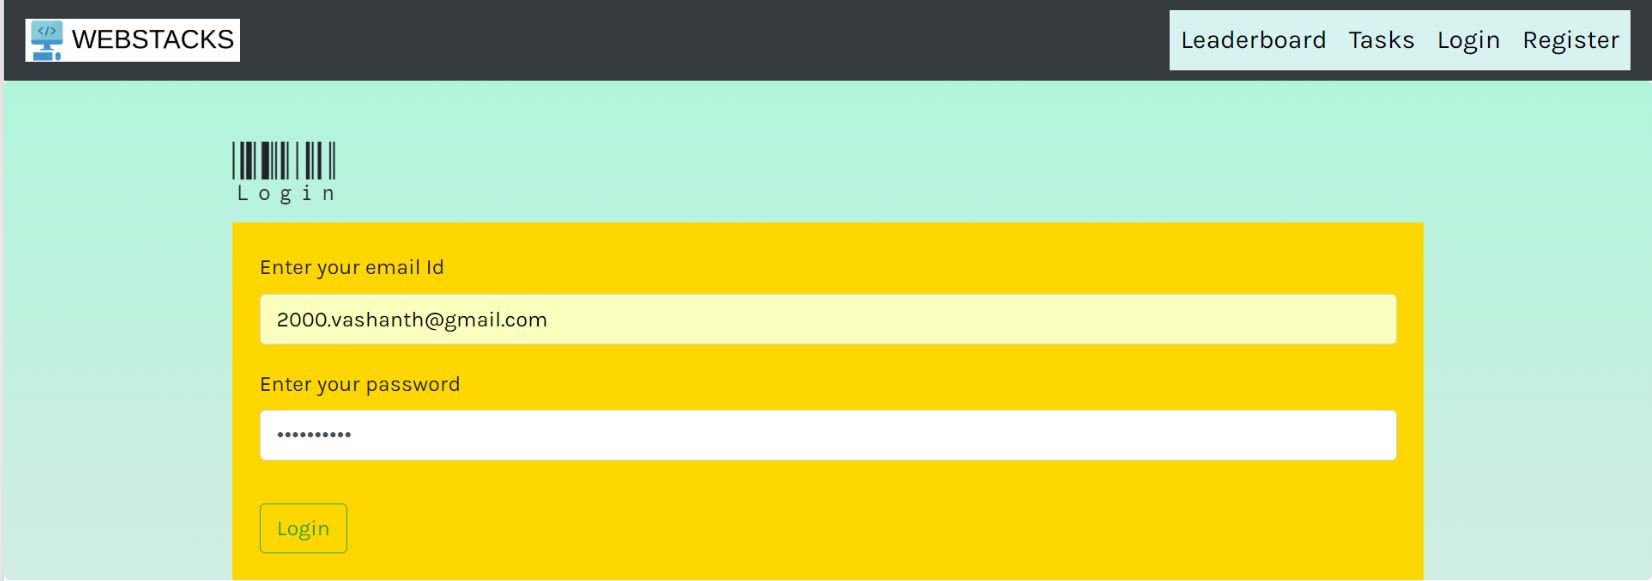 </> WEBSTACKS
Leaderboard Tasks Login Register
Login
Enter your email Id
2000.vashanth@gmail.com
Enter your password
••••••••••
Login